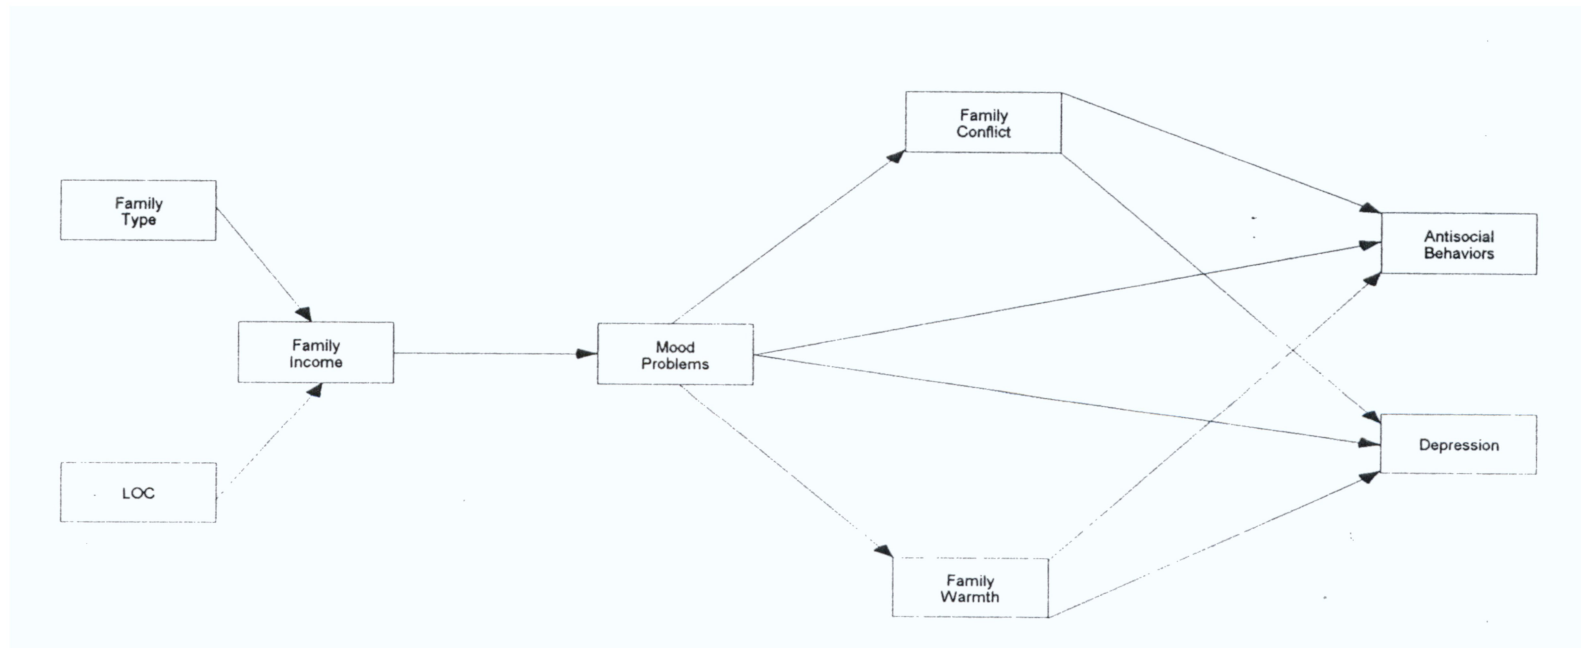 Family
Type
LOC
Family
Income
Mood
Problems
Family
Conflict
Family
Warmth
Antisocial
Behaviors
Depression